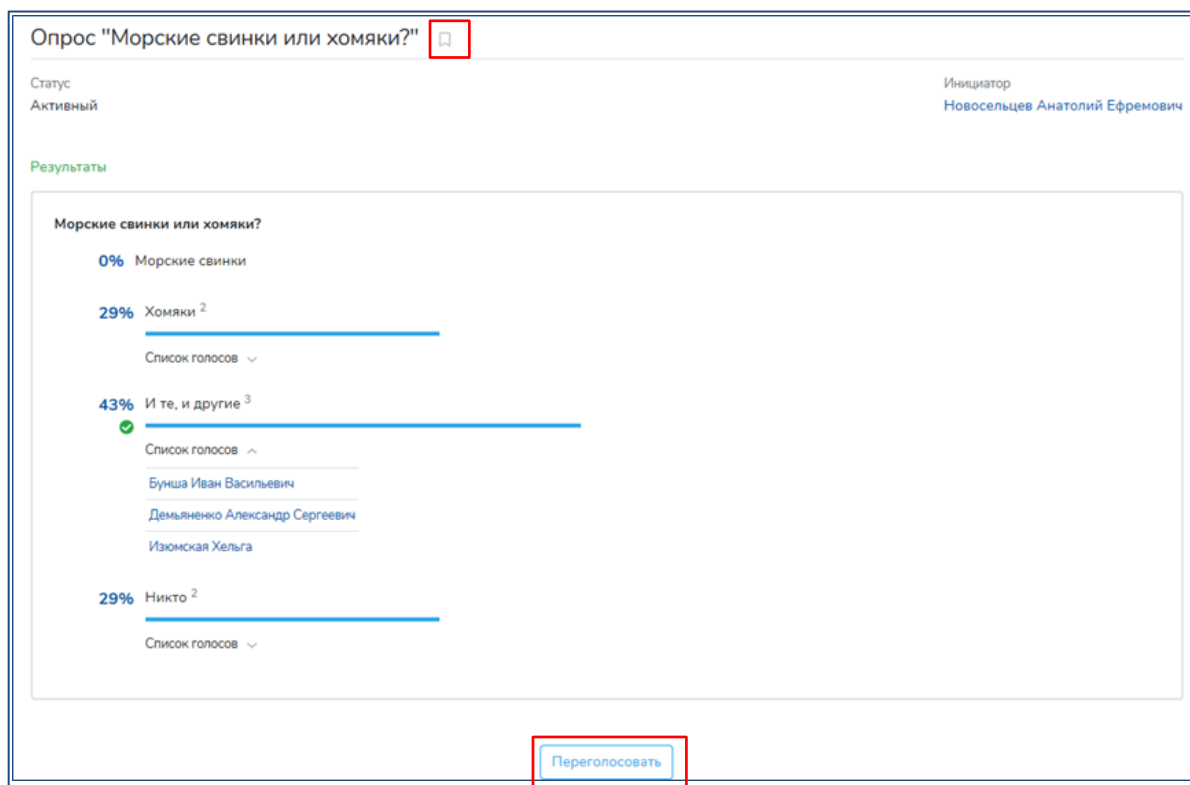 Опрос "Морские свинки или хомяки?"
Статус
Инициатор
Активный
Новосельцев Анатолий Ефремович
Результаты
Морские свинки или хомяки?
0% Морские свинки
29% Хомяки 2
Список голосов
43% И те, и другие 3
Список голосов
Бунша Иван Васильевич
Демьяненко Александр Сергеевич
Изюмская Хельга
29% Никто 2
Список голосов
Переголосовать